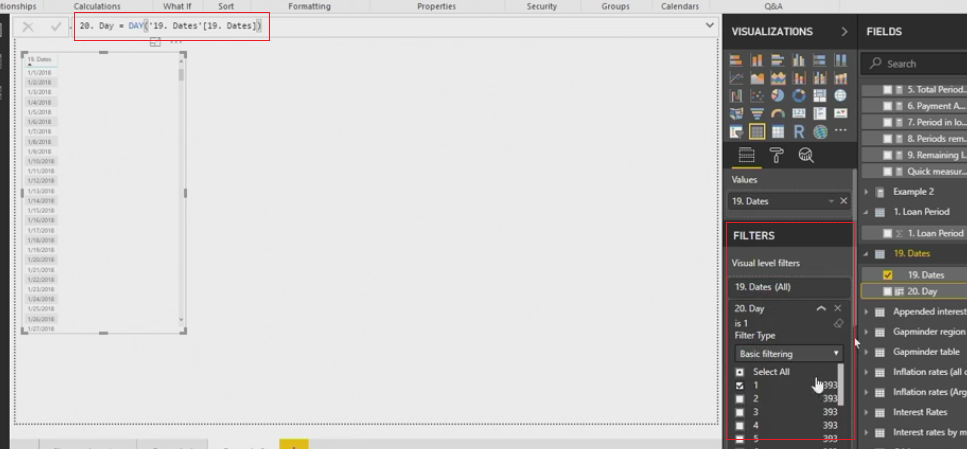 tionships Calculations What If Sort Formatting Properties Security Groups Calendars Q&A
20. Day = DAY('19. Dates'[19. Dates])
19. Dates
1/1/2018
1/2/2018
1/3/2018
1/4/2018
1/5/2018
1/6/2018
1/7/2018
1/8/2018
1/9/2018
1/10/2018
1/11/2018
1/12/2018
1/13/2018
1/14/2018
1/15/2018
1/16/2018
1/17/2018
1/18/2018
1/19/2018
1/20/2018
1/21/2018
1/22/2018
1/23/2018
1/24/2018
1/25/2018
1/26/2018
1/27/2018
VISUALIZATIONS
Values
19. Dates
FILTERS
Visual level filters
19. Dates (All)
20. Day
is 1
Filter Type
Basic filtering
Select All
1 393
2 393
3 393
4 393
5 393
FIELDS
Search
5. Total Period...
6. Payment A...
7. Period in lo...
8. Periods rem...
9. Remaining l...
Quick measur...
Example 2
1. Loan Period
1. Loan Period
19. Dates
19. Dates
20. Day
Appended interest
Gapminder region
Gapminder table
Inflation rates (all c
Inflation rates (Arg
Interest Rates
Interest rates by m